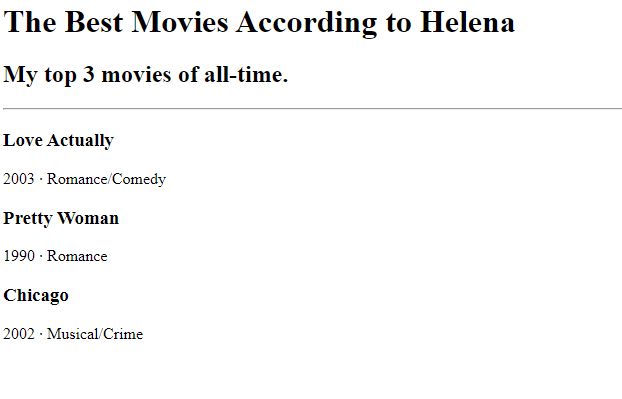 The Best Movies According to Helena
My top 3 movies of all-time.
Love Actually
2003 · Romance/Comedy
Pretty Woman
1990 · Romance
Chicago
2002 · Musical/Crime